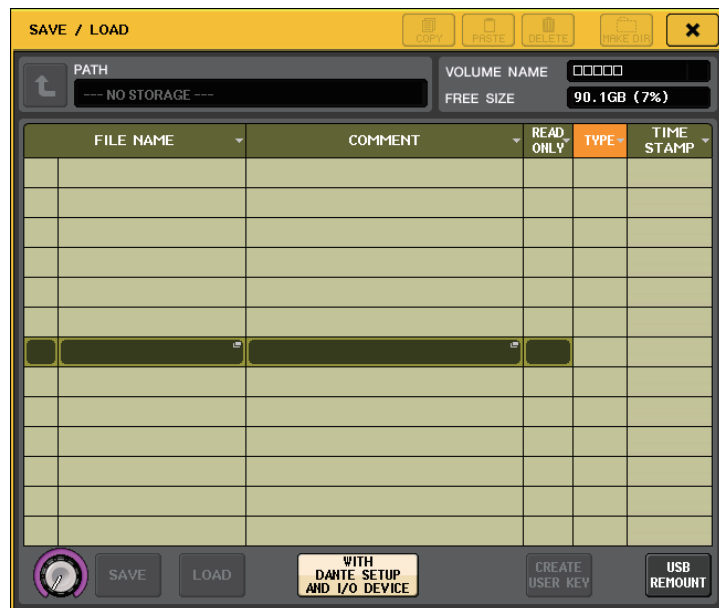 SAVE / LOAD
COPY
PASTE
DELETE
MAKE DIR
PATH
--- NO STORAGE ---
VOLUME NAME □□□□□
FREE SIZE 90.1GB (7%)
FILE NAME
COMMENT
READ ONLY
TYPE
TIME STAMP
SAVE
LOAD
WITH
DANTE SETUP
AND I/O DEVICE
CREATE
USER KEY
USB
REMOUNT